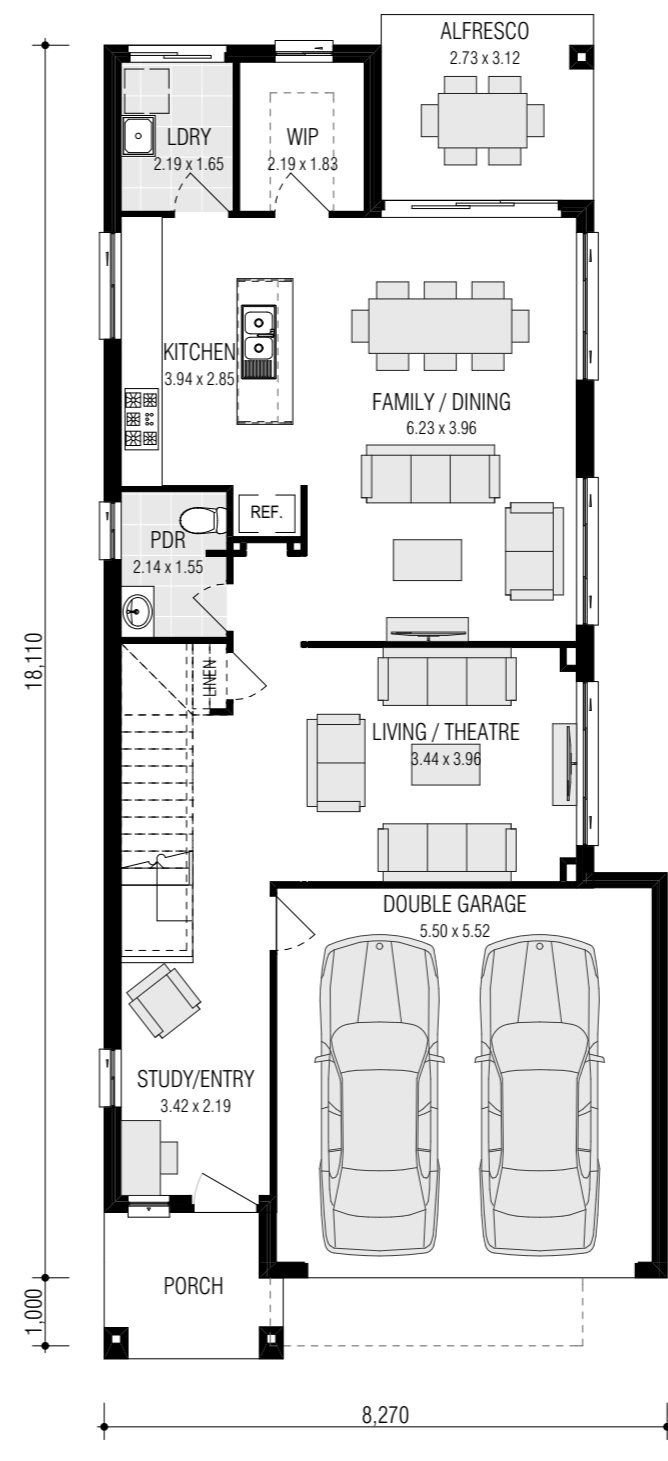 ALFRESCO
2.73 x 3.12
LDRY
2.19 x 1.65
WIP
2.19 x 1.83
KITCHEN
3.94 x 2.85
FAMILY / DINING
6.23 x 3.96
REF.
PDR
2.14 x 1.55
18,110
LINEN
LIVING / THEATRE
3.44 x 3.96
DOUBLE GARAGE
5.50 x 5.52
STUDY/ENTRY
3.42 x 2.19
PORCH
1,000
8,270